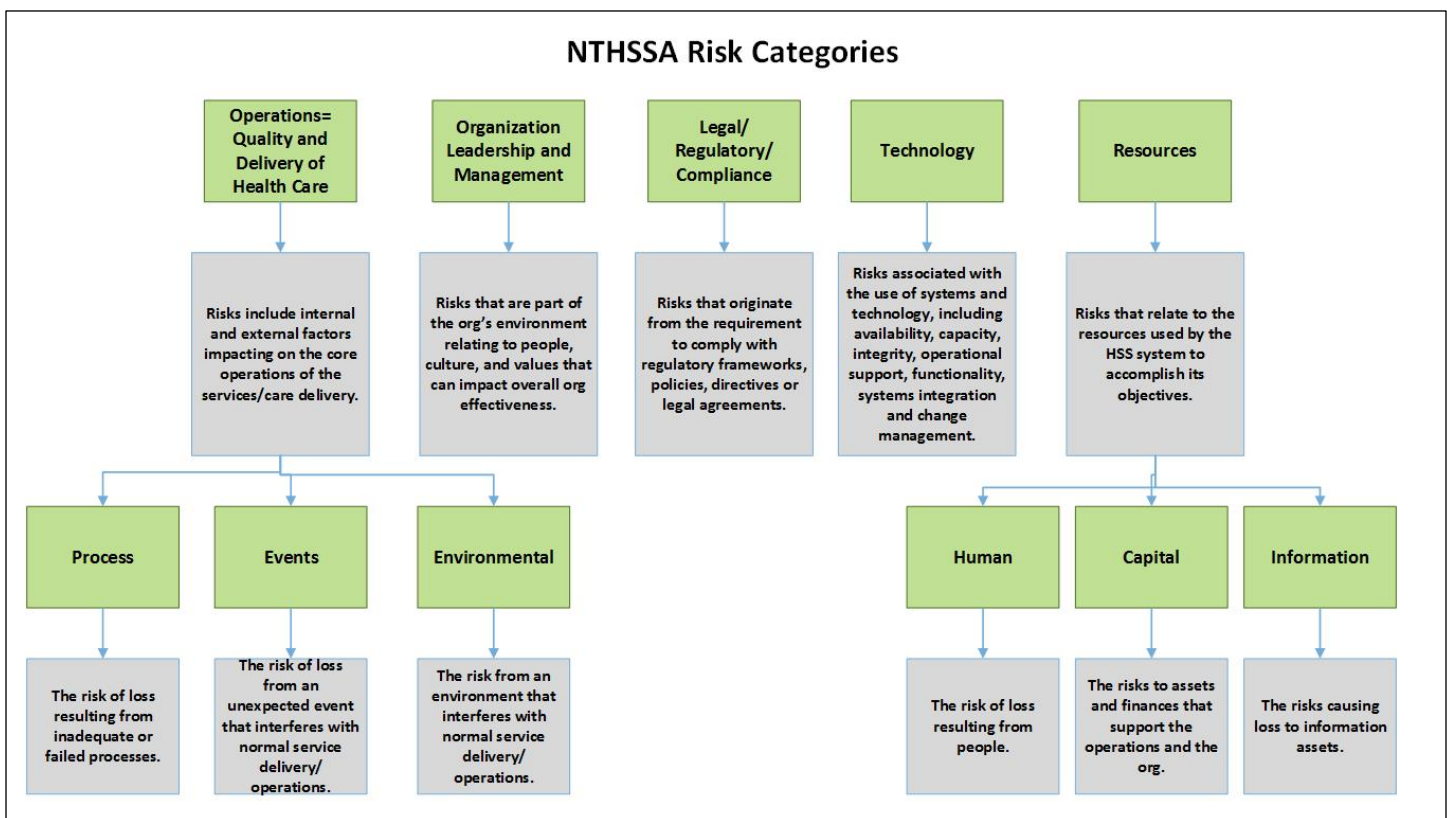 NTHSSA Risk Categories
Operations=
Quality and
Delivery of
Health Care
Organization
Leadership and
Management
Legal/
Regulatory/
Compliance
Technology
Resources
Risks include internal
and external factors
impacting on the core
operations of the
services/care delivery.
Risks that are part of
the org’s environment
relating to people,
culture, and values that
can impact overall org
effectiveness.
Risks that originate
from the requirement
to comply with
regulatory frameworks,
policies, directives or
legal agreements.
Risks associated with
the use of systems and
technology, including
availability, capacity,
integrity, operational
support, functionality,
systems integration
and change
management.
Risks that relate to the
resources used by the
HSS system to
accomplish its
objectives.
Process
Events
Environmental
Human
Capital
Information
The risk of loss
resulting from
inadequate or
failed processes.
The risk of loss
from an
unexpected event
that interferes with
normal service
delivery/
operations.
The risk from an
environment that
interferes with
normal service
delivery/
operations.
The risk of loss
resulting from
people.
The risks to assets
and finances that
support the
operations and the
org.
The risks causing
loss to information
assets.